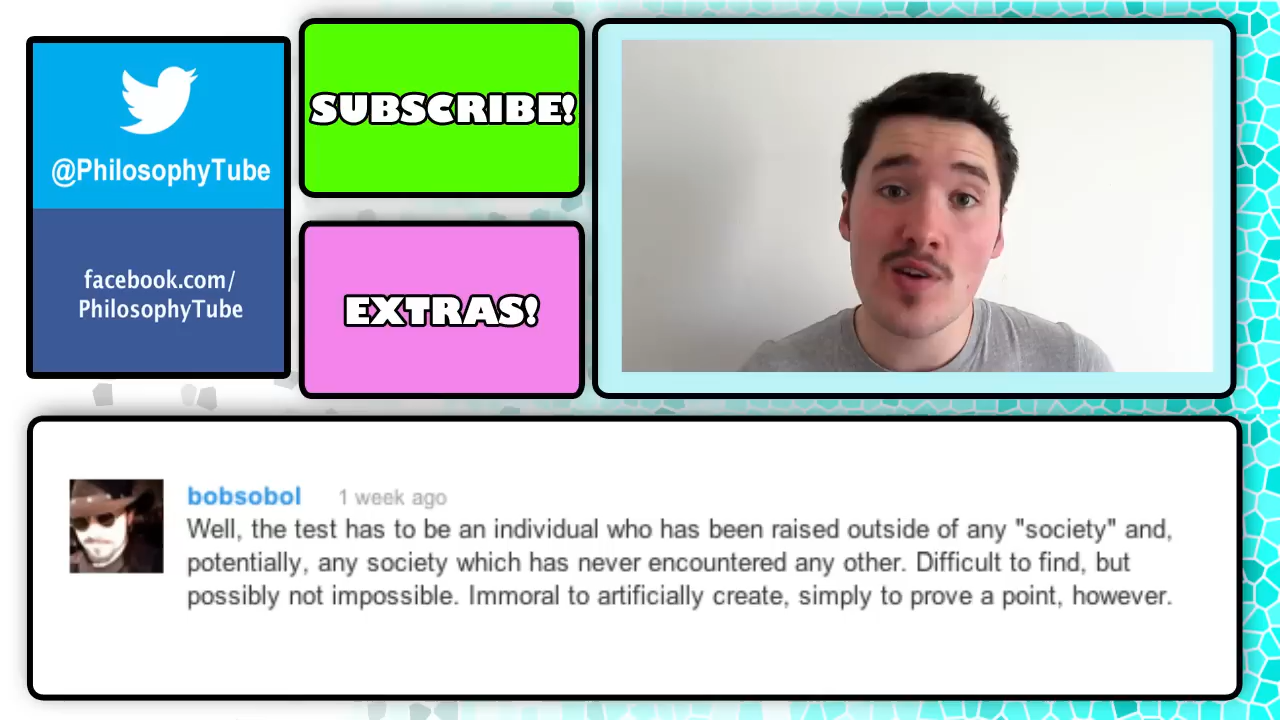 @PhilosophyTube
facebook.com/
PhilosophyTube
SUBSCRIBE!
EXTRAS!
bobsobol 1 week ago
Well, the test has to be an individual who has been raised outside of any "society" and,
potentially, any society which has never encountered any other. Difficult to find, but
possibly not impossible. Immoral to artificially create, simply to prove a point, however.